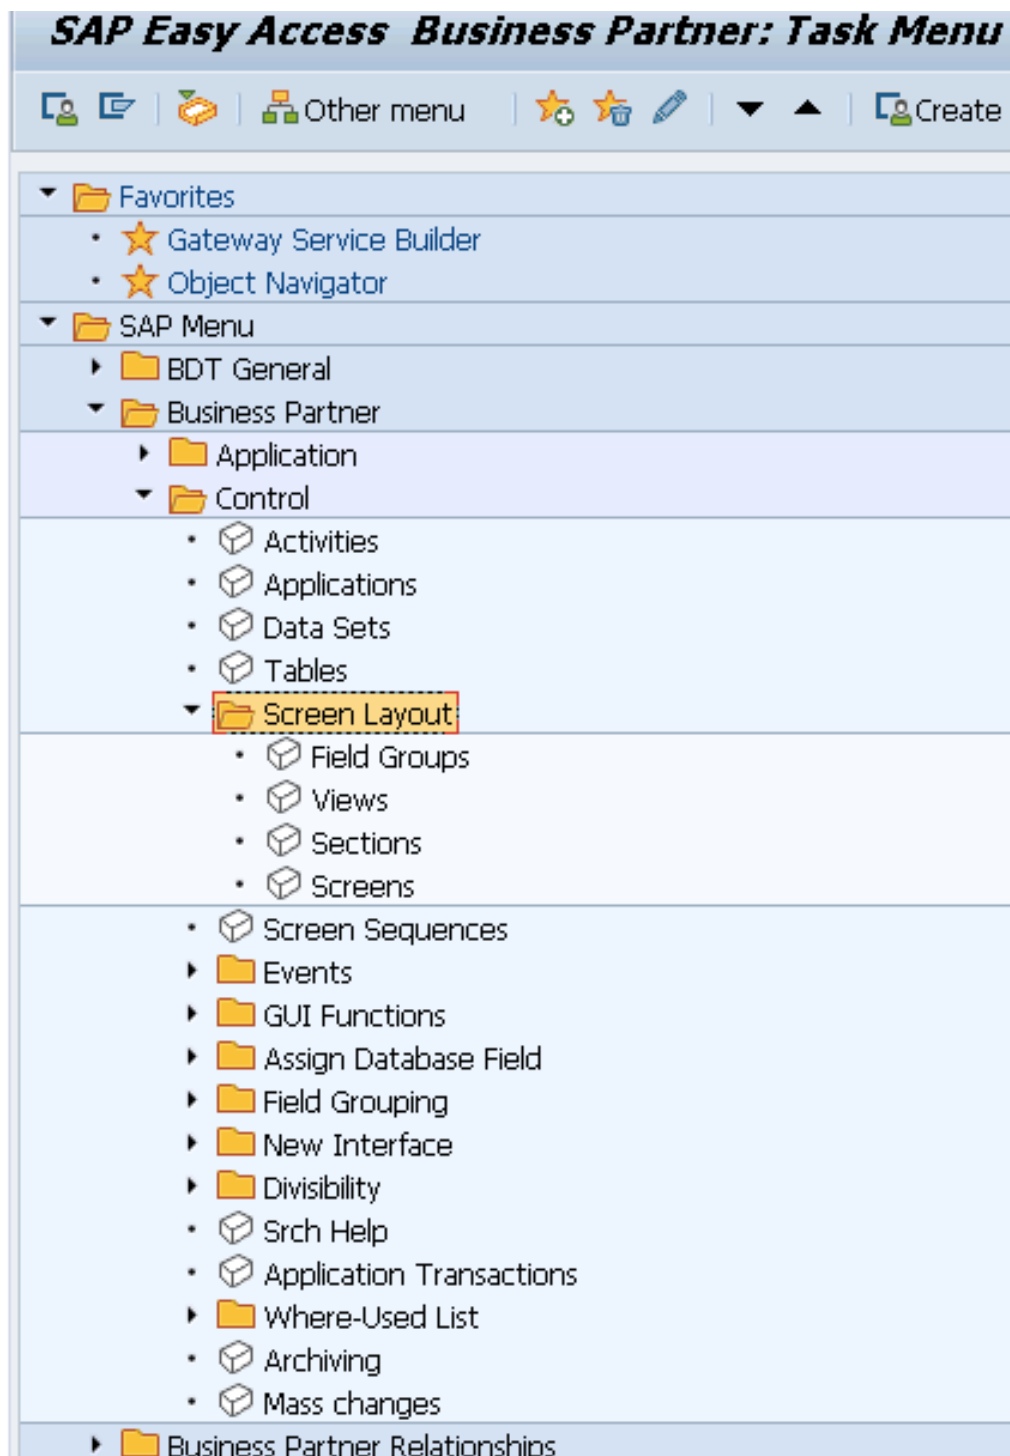 SAP Easy Access Business Partner: Task Menu
Other menu Create
Favorites
Gateway Service Builder
Object Navigator
SAP Menu
BDT General
Business Partner
Application
Control
Activities
Applications
Data Sets
Tables
Screen Layout
Field Groups
Views
Sections
Screens
Screen Sequences
Events
GUI Functions
Assign Database Field
Field Grouping
New Interface
Divisibility
Srch Help
Application Transactions
Where-Used List
Archiving
Mass changes
Business Partner Relationships